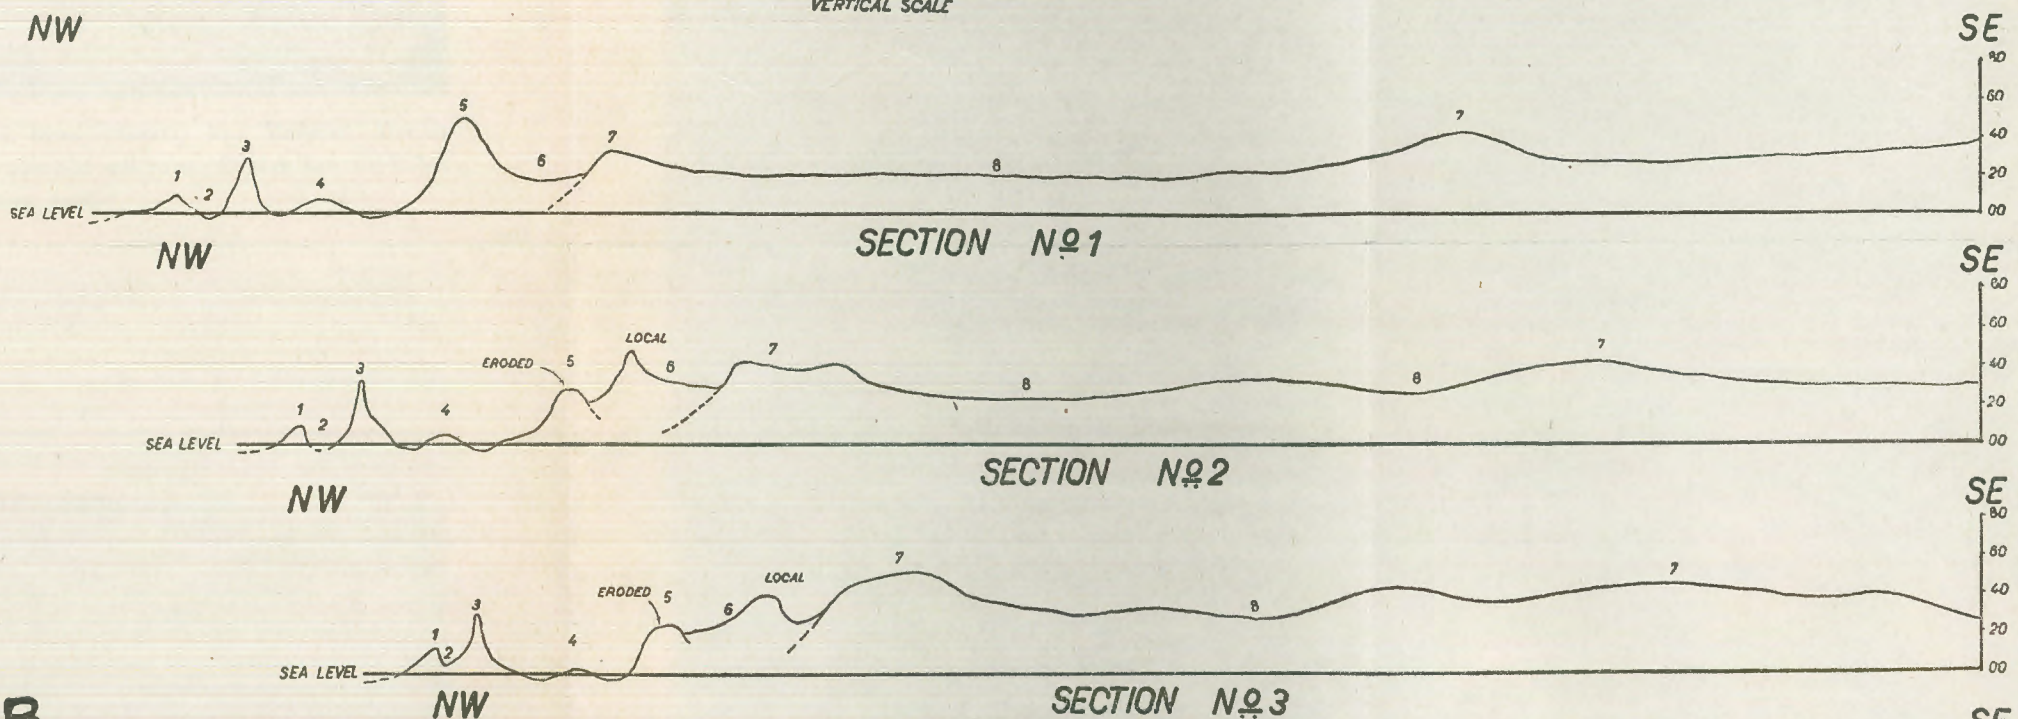 VERTICAL SCALE
NW SE
80
60
40
20
00
1 2 3 4 5 6 7 8 7
SEA LEVEL
SECTION Nº 1
NW SE
80
60
40
20
00
1 2 3 4 ERODED 5 LOCAL 6 7 8 8 7
SEA LEVEL
SECTION Nº 2
NW SE
80
60
40
20
00
1 2 3 4 ERODED 5 6 LOCAL 7 8 7
SEA LEVEL
SECTION Nº 3
NW SE